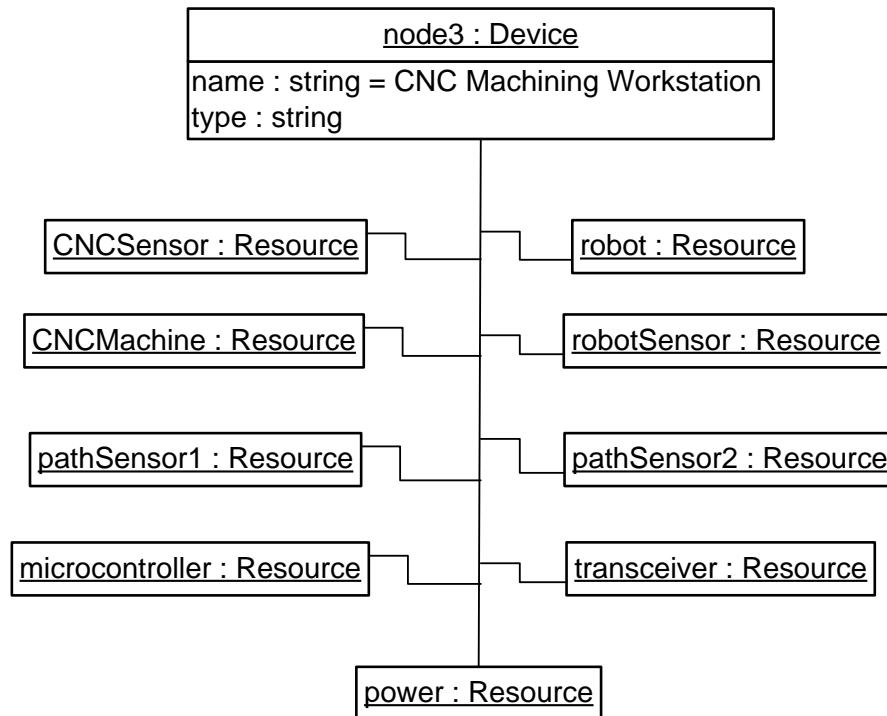 node3 : Device
name : string = CNC Machining Workstation
type : string
CNCSensor : Resource
robot : Resource
CNCMachine : Resource
robotSensor : Resource
pathSensor1 : Resource
pathSensor2 : Resource
microcontroller : Resource
transceiver : Resource
power : Resource